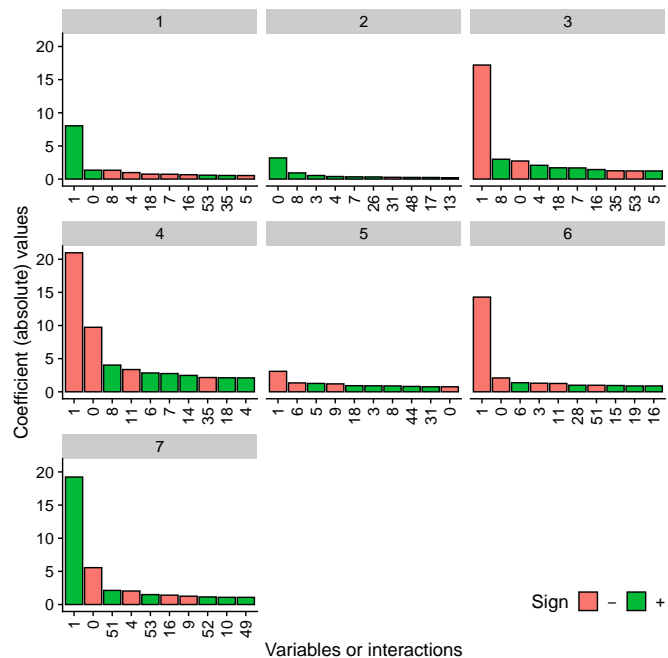 1 2 3
20
15
10
5
0
1 0 8 4 18 7 16 53 35 5
0 8 3 4 7 26 31 48 17 13
1 8 0 4 18 7 16 35 53 5
4 5 6
20
15
10
5
0
1 0 8 11 6 7 14 35 18 4
1 6 5 9 18 3 8 44 31 0
1 0 6 3 11 28 51 15 19 16
7
20
15
10
5
0
1 0 51 4 53 16 9 52 10 49
Coefficient (absolute) values
Variables or interactions
Sign − +